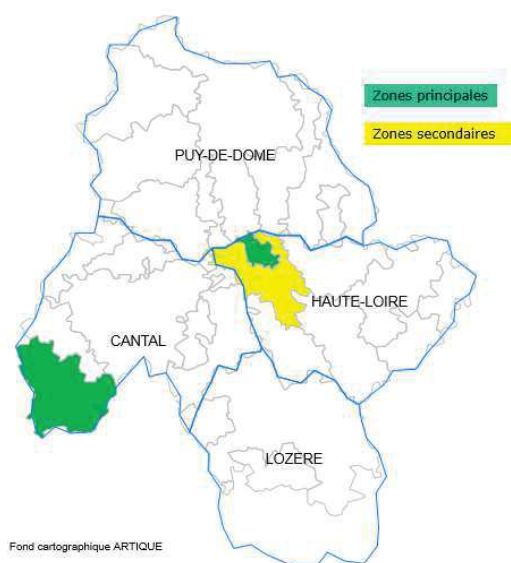 Zones principales
Zones secondaires
PUY-DE-DOME
HAUTE-LOIRE
CANTAL
LOZERE
Fond cartographique ARTIQUE